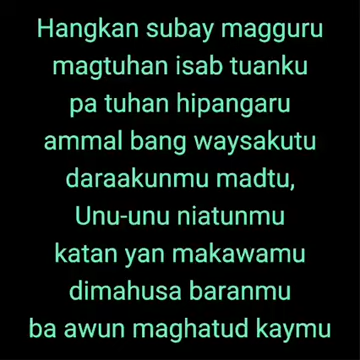 Hangkan subay magguru
magtuhan isab tuanku
pa tuhan hipangaru
ammal bang waysakutu
daraakunmu madtu,
Unu-unu niatunmu
katan yan makawamu
dimahusa baranmu
ba awun maghatud kaymu